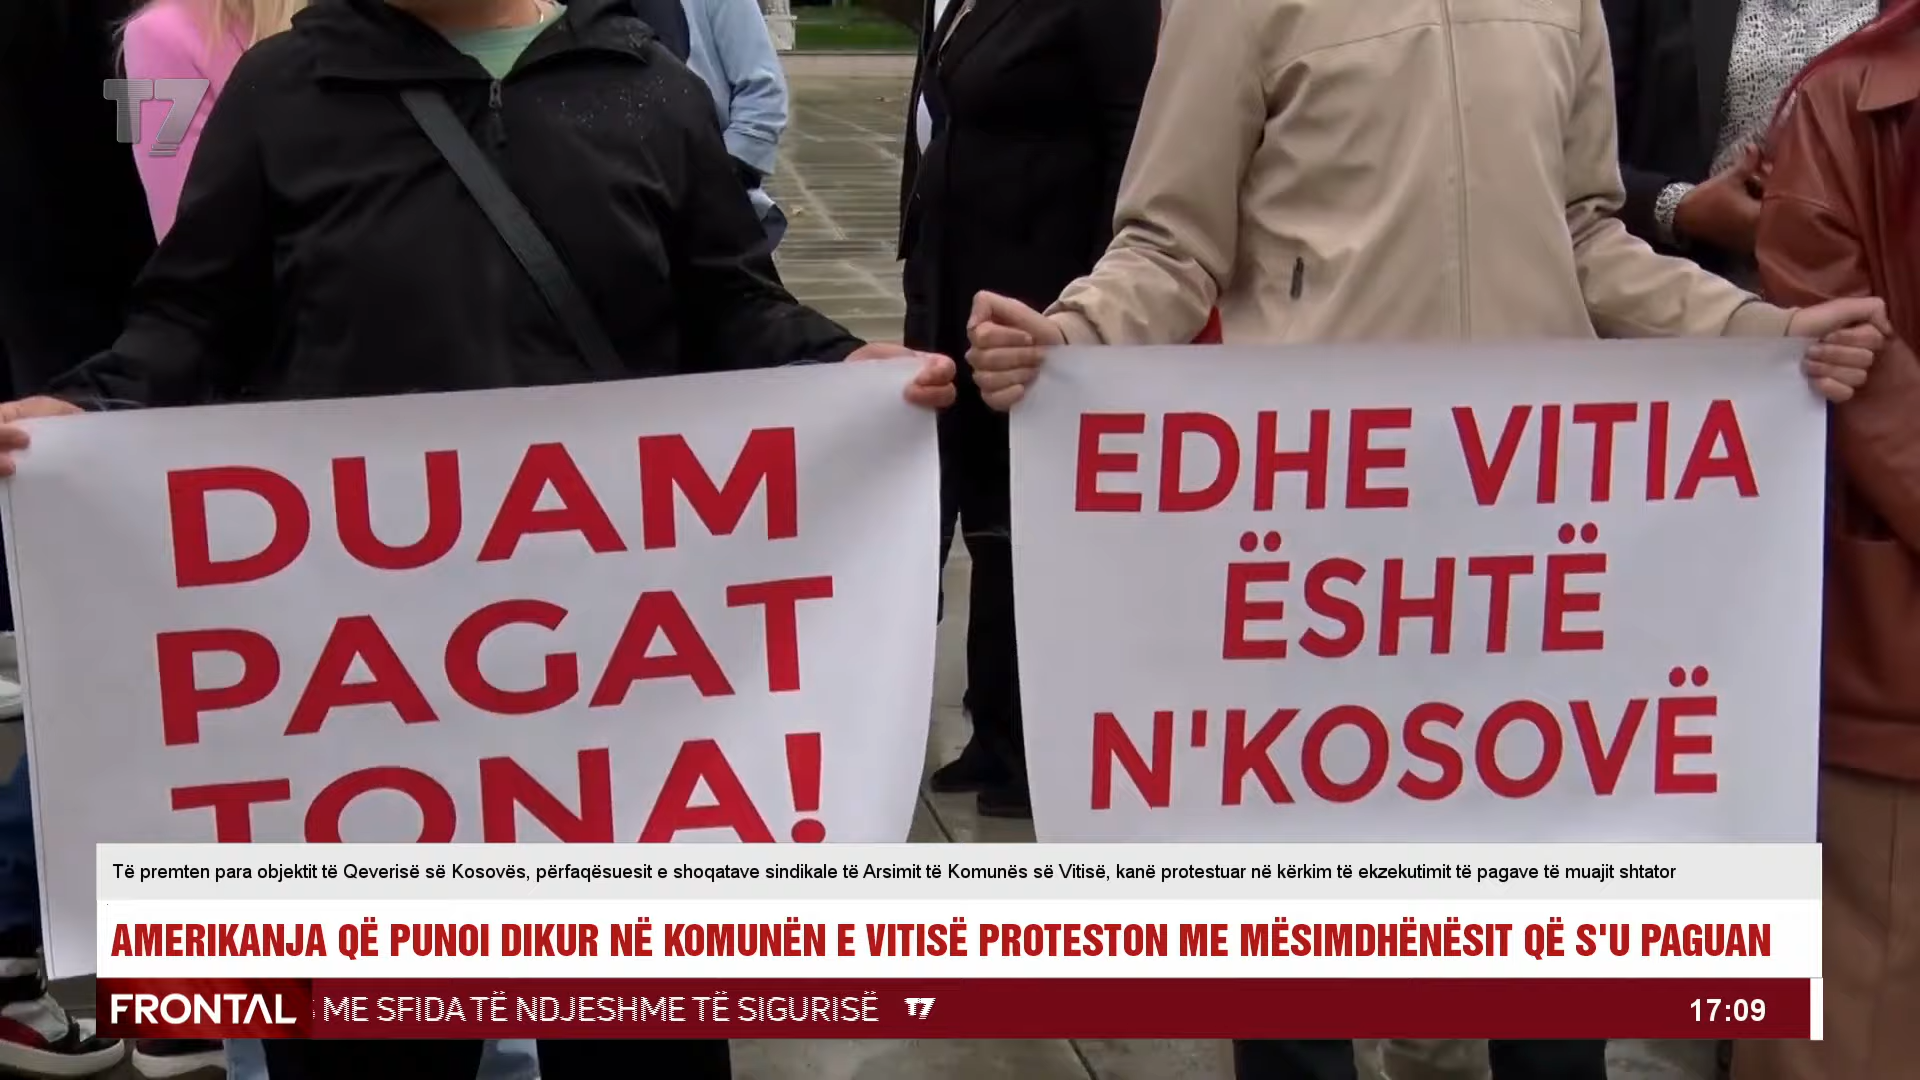 T7
DUAM
PAGAT
TONA!
EDHE VITIA
ËSHTË
N'KOSOVË
Të premten para objektit të Qeverisë së Kosovës, përfaqësuesit e shoqatave sindikale të Arsimit të Komunës së Vitisë, kanë protestuar në kërkim të ekzekutimit të pagave të muajit shtator
AMERIKANJA QË PUNOI DIKUR NË KOMUNËN E VITISË PROTESTON ME MËSIMDHËNËSIT QË S'U PAGUAN
FRONTAL ME SFIDA TË NDJESHME TË SIGURISË T7 17:09